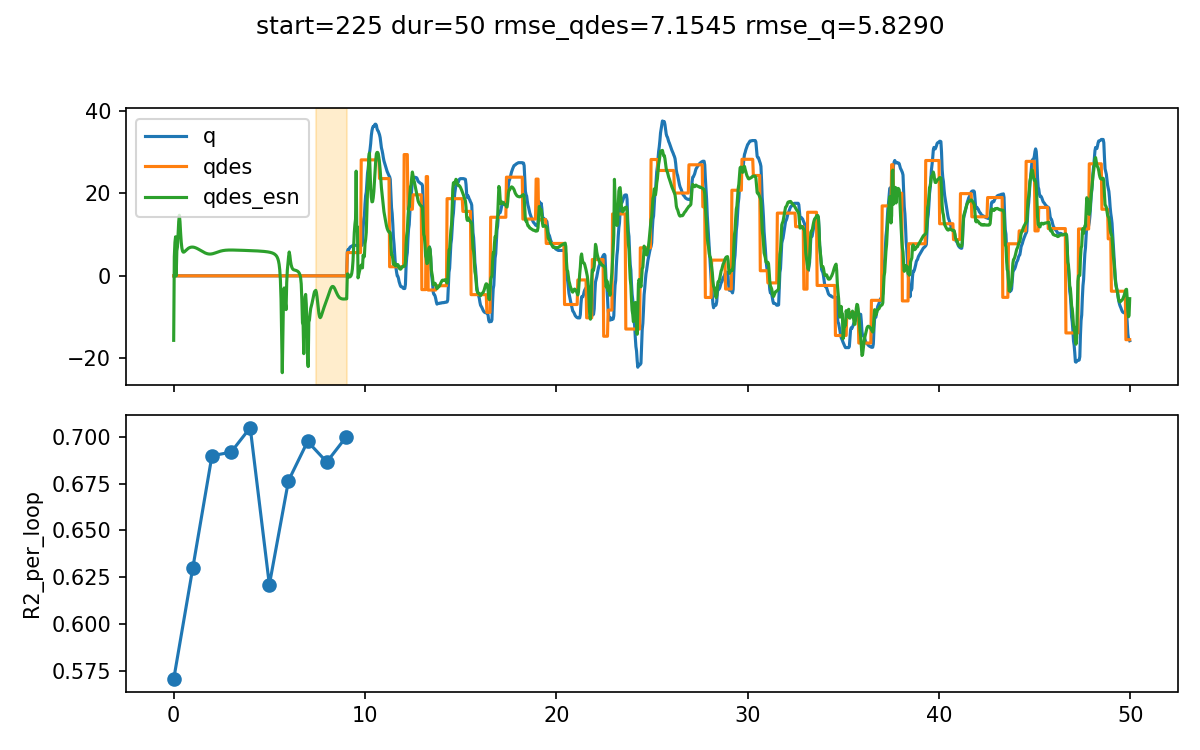 start=225 dur=50 rmse_qdes=7.1545 rmse_q=5.8290
40
20
0
−20
q
qdes
qdes_esn
0.700
0.675
0.650
0.625
0.600
0.575
R2_per_loop
0 10 20 30 40 50